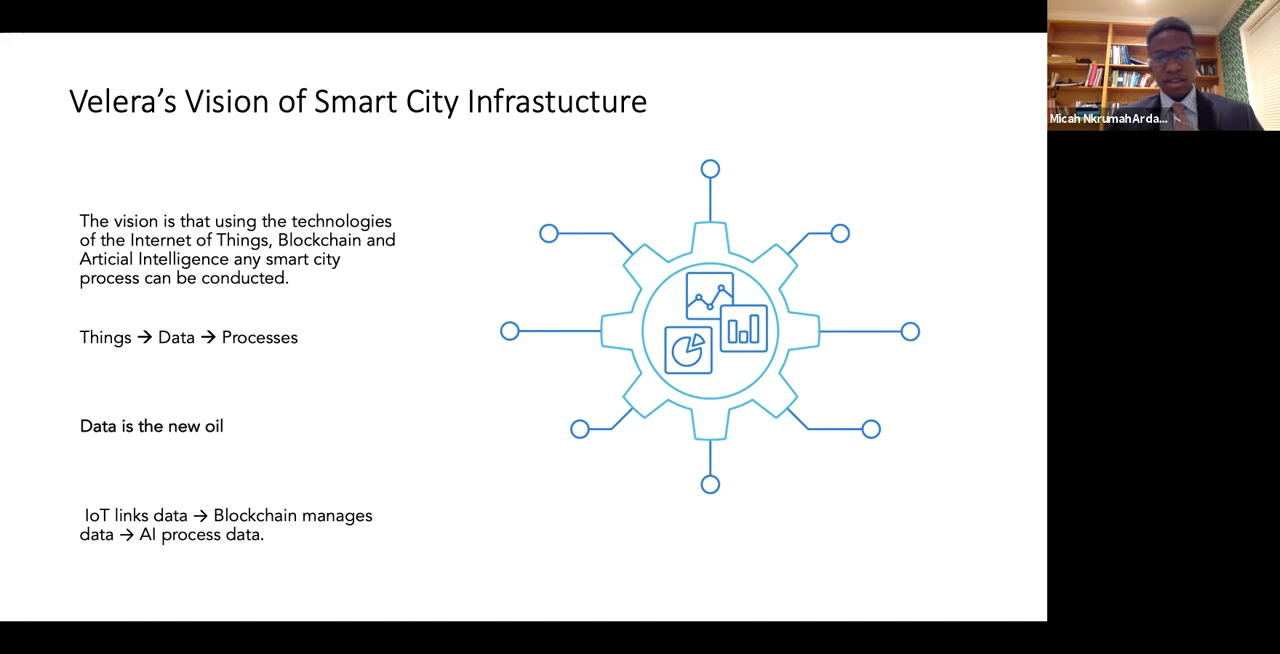 Velera’s Vision of Smart City Infrastucture
The vision is that using the technologies
of the Internet of Things, Blockchain and
Articial Intelligence any smart city
process can be conducted.
Things → Data → Processes
Data is the new oil
IoT links data → Blockchain manages
data → AI process data.
Micah NkrumahArda...